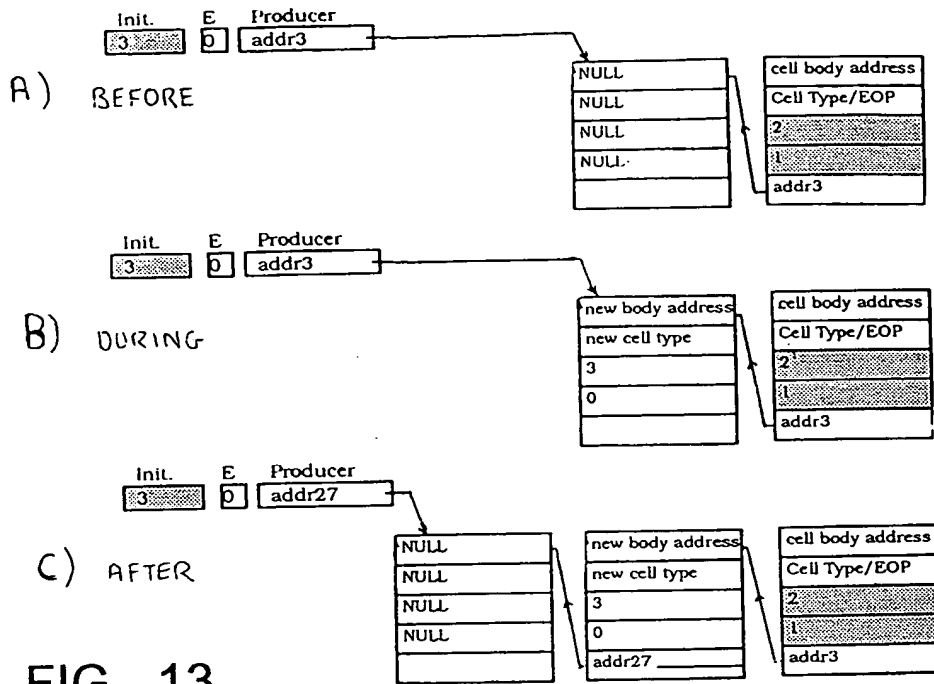 Init. E Producer
3 0 addr3
A) BEFORE
NULL
NULL
NULL
NULL
cell body address
Cell Type/EOP
2
1
addr3
Init. E Producer
3 0 addr3
B) DURING
new body address
new cell type
3
0
cell body address
Cell Type/EOP
2
1
addr3
Init. E Producer
3 0 addr27
C) AFTER
NULL
NULL
NULL
NULL
new body address
new cell type
3
0
addr27
cell body address
Cell Type/EOP
2
1
addr3
FIG. 13